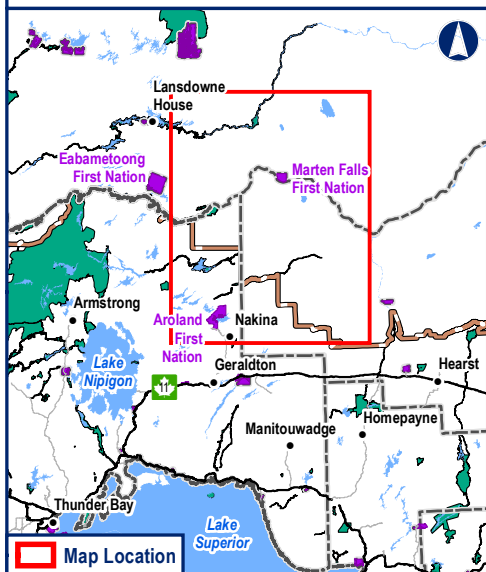 Lansdowne
House
Eabametoong
First Nation
Marten Falls
First Nation
Armstrong
Aroland
First
Nation
Nakina
Lake
Nipigon
Geraldton
Hearst
11
Manitouwadge
Homepayne
Thunder Bay
Lake
Superior
Map Location